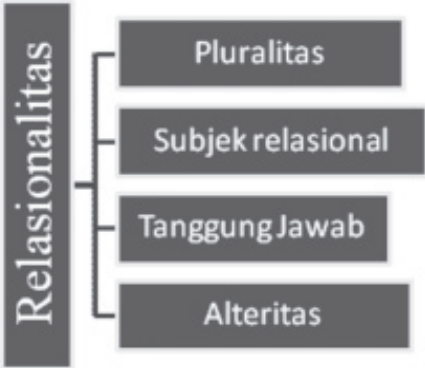 Relasionalitas
Pluralitas
Subjek relasional
Tanggung Jawab
Alteritas